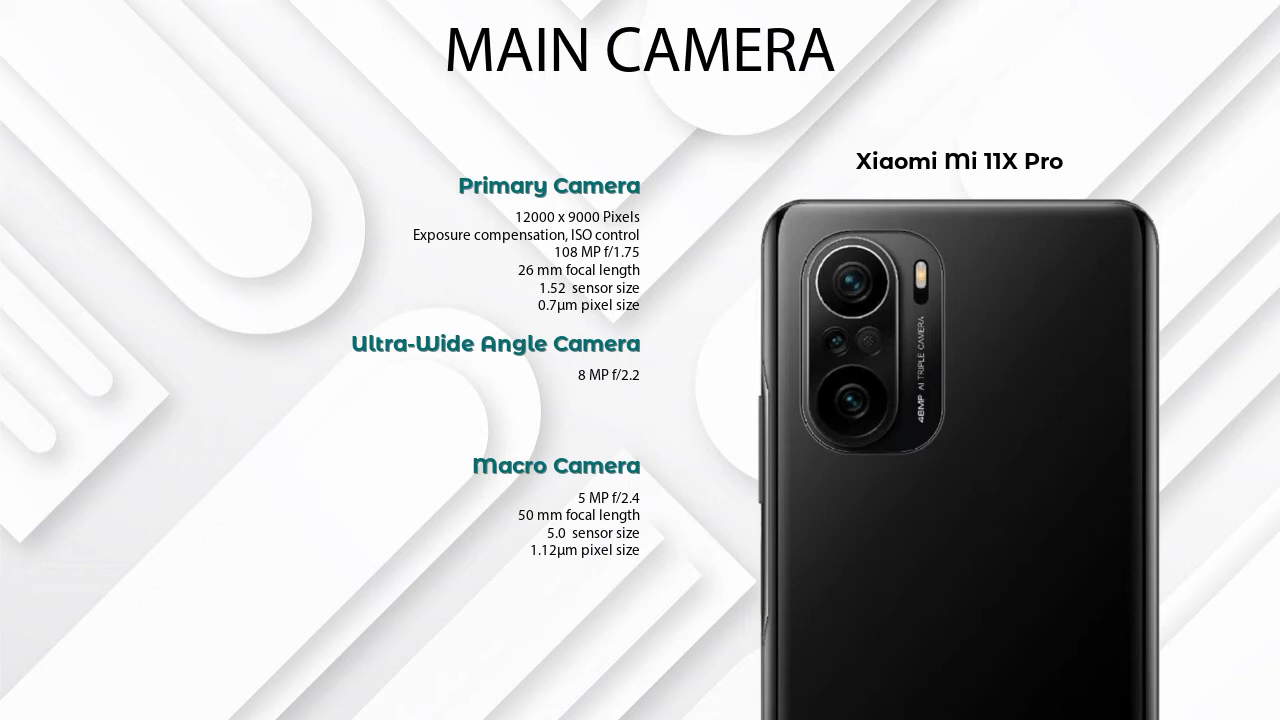 MAIN CAMERA
Xiaomi Mi 11X Pro
Primary Camera
12000 x 9000 Pixels
Exposure compensation, ISO control
108 MP f/1.75
26 mm focal length
1.52 sensor size
0.7µm pixel size
Ultra-Wide Angle Camera
8 MP f/2.2
Macro Camera
5 MP f/2.4
50 mm focal length
5.0 sensor size
1.12µm pixel size
48MP AI TRIPLE CAMERA